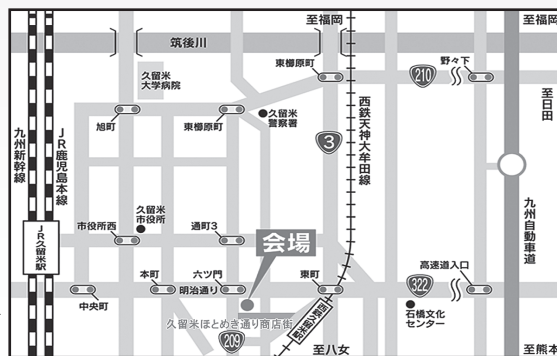 至福岡
至福岡
筑後川
東櫛原町
野々下
久留米
大学病院
210
至日田
旭町
東櫛原町
久留米
警察署
3
西鉄天神大牟田線
九州新幹線
JR鹿児島本線
九州自動車道
JR久留米駅
市役所西
久留米
市役所
通町3
会場
本町
六ツ門
東町
高速道入口
322
中央町
明治通り
石橋文化
センター
久留米ほとめき通り商店街
209
西鉄久留米駅
至八女
至熊本